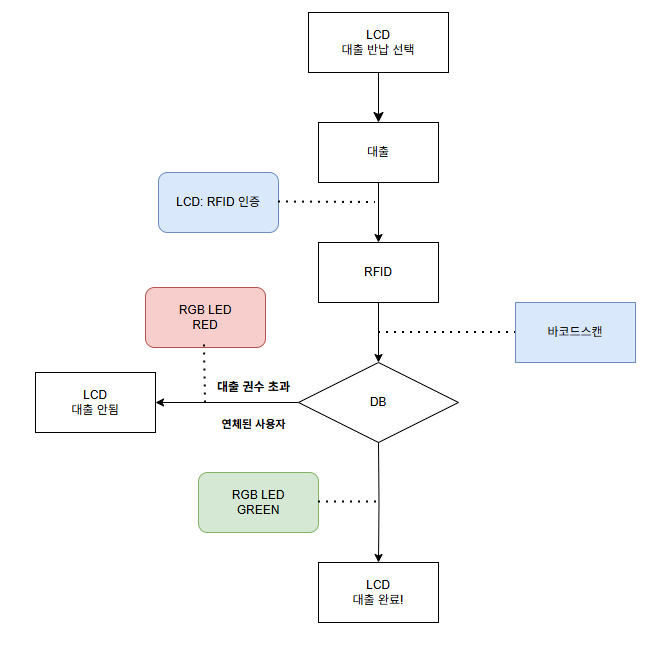 LCD
대출 반납 선택
대출
LCD: RFID 인증
RFID
RGB LED
RED
바코드스캔
LCD
대출 안됨
대출 권수 초과
연체된 사용자
DB
RGB LED
GREEN
LCD
대출 완료!